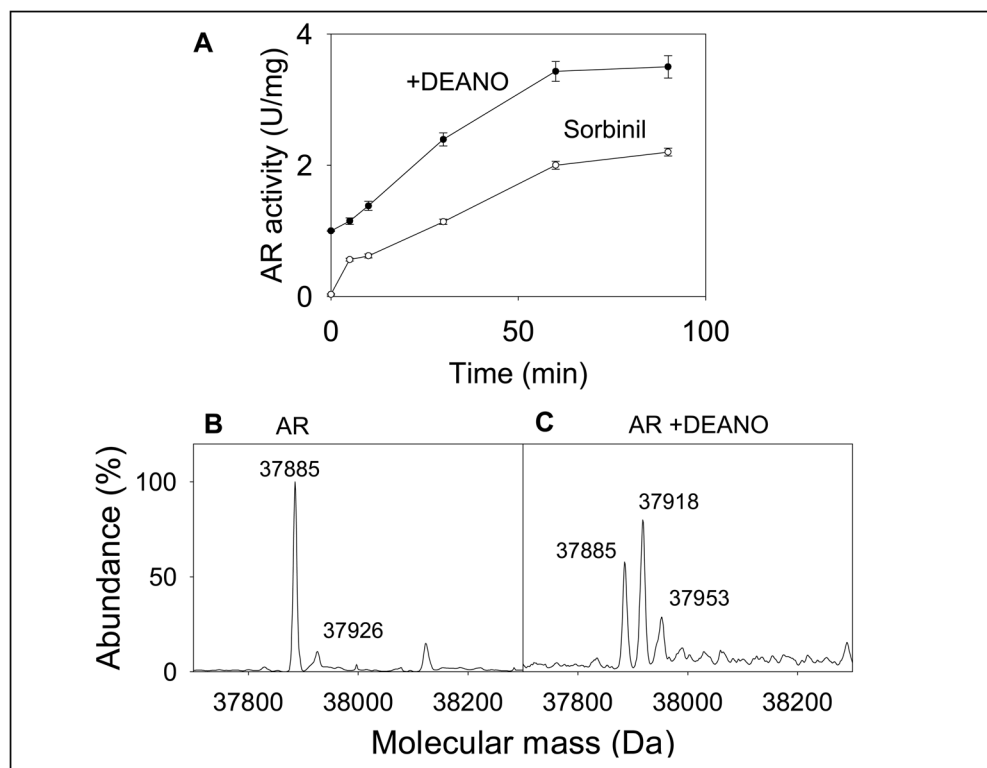 A
4
+DEANO
Sorbinil
2
0
AR activity (U/mg)
0 50 100
Time (min)
B AR
C AR +DEANO
37885
37926
37918
37885
37953
100
50
0
Abundance (%)
37800 38000 38200 37800 38000 38200
Molecular mass (Da)